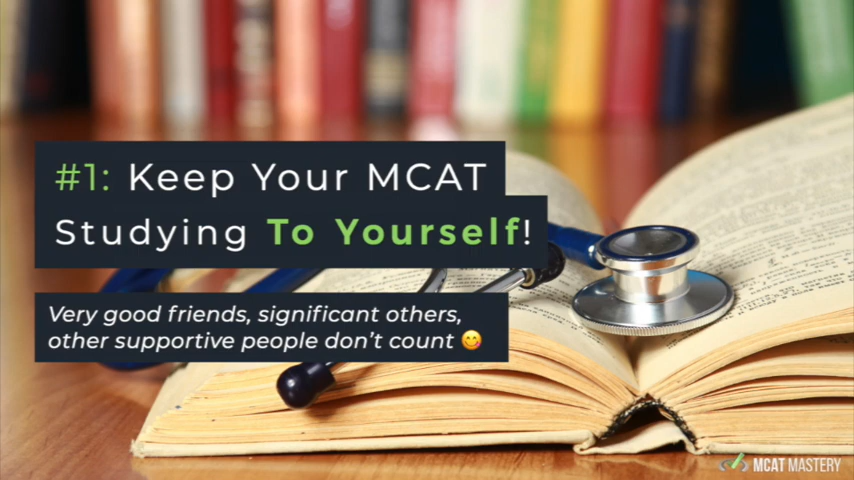 #1: Keep Your MCAT
Studying To Yourself!
Very good friends, significant others,
other supportive people don't count 😋
MCAT MASTERY